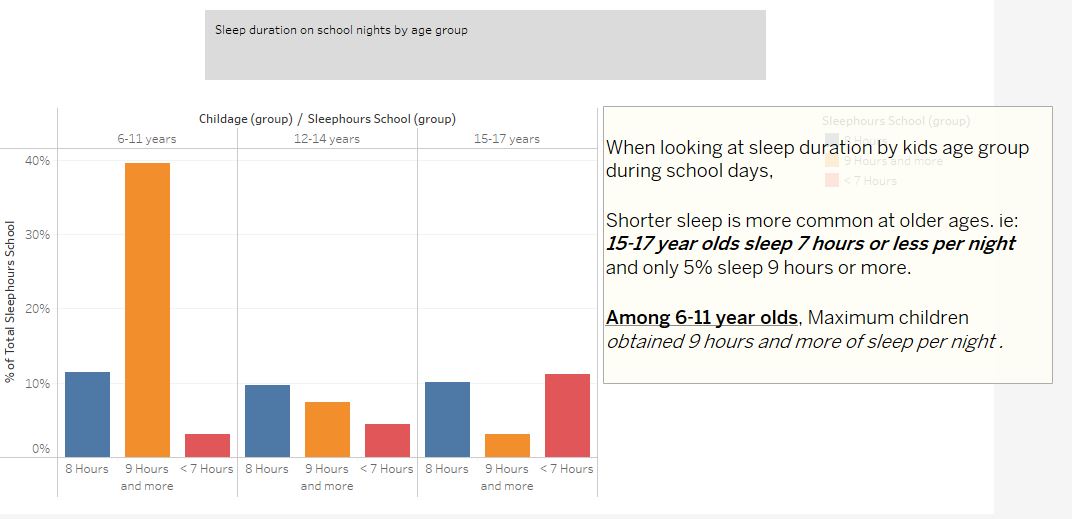 Sleep duration on school nights by age group
Childage (group) / Sleephours School (group)
6-11 years
12-14 years
15-17 years
% of Total Sleephours School
40%
30%
20%
10%
0%
8 Hours
9 Hours
and more
< 7 Hours
8 Hours
9 Hours
and more
< 7 Hours
8 Hours
9 Hours
and more
< 7 Hours
Sleephours School (group)
8 Hours
9 Hours and more
< 7 Hours
When looking at sleep duration by kids age group
during school days,
Shorter sleep is more common at older ages. ie:
15-17 year olds sleep 7 hours or less per night
and only 5% sleep 9 hours or more.
Among 6-11 year olds, Maximum children
obtained 9 hours and more of sleep per night .